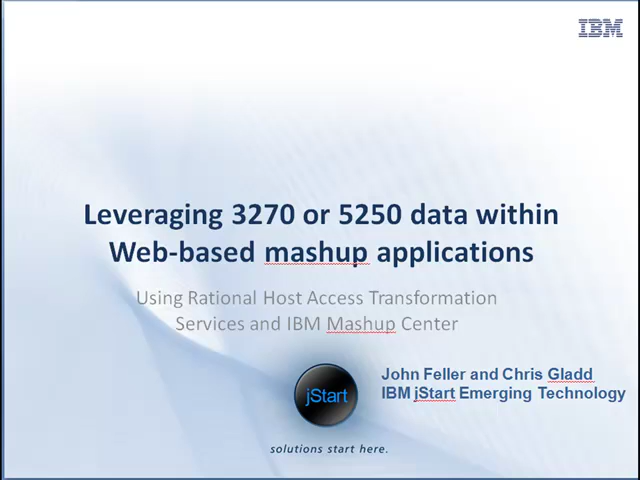 IBM
Leveraging 3270 or 5250 data within
Web-based mashup applications
Using Rational Host Access Transformation
Services and IBM Mashup Center
John Feller and Chris Gladd
IBM jStart Emerging Technology
jStart
solutions start here.